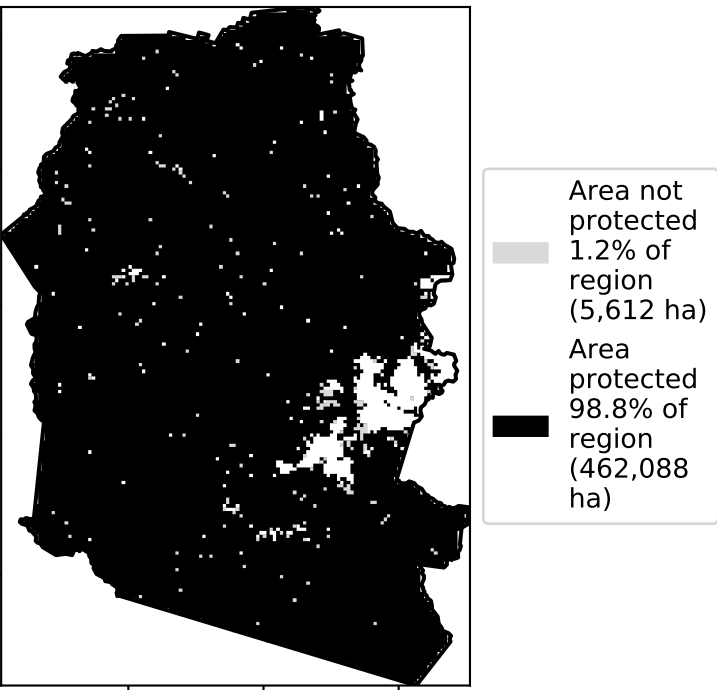 Area not
protected
1.2% of
region
(5,612 ha)
Area
protected
98.8% of
region
(462,088
ha)